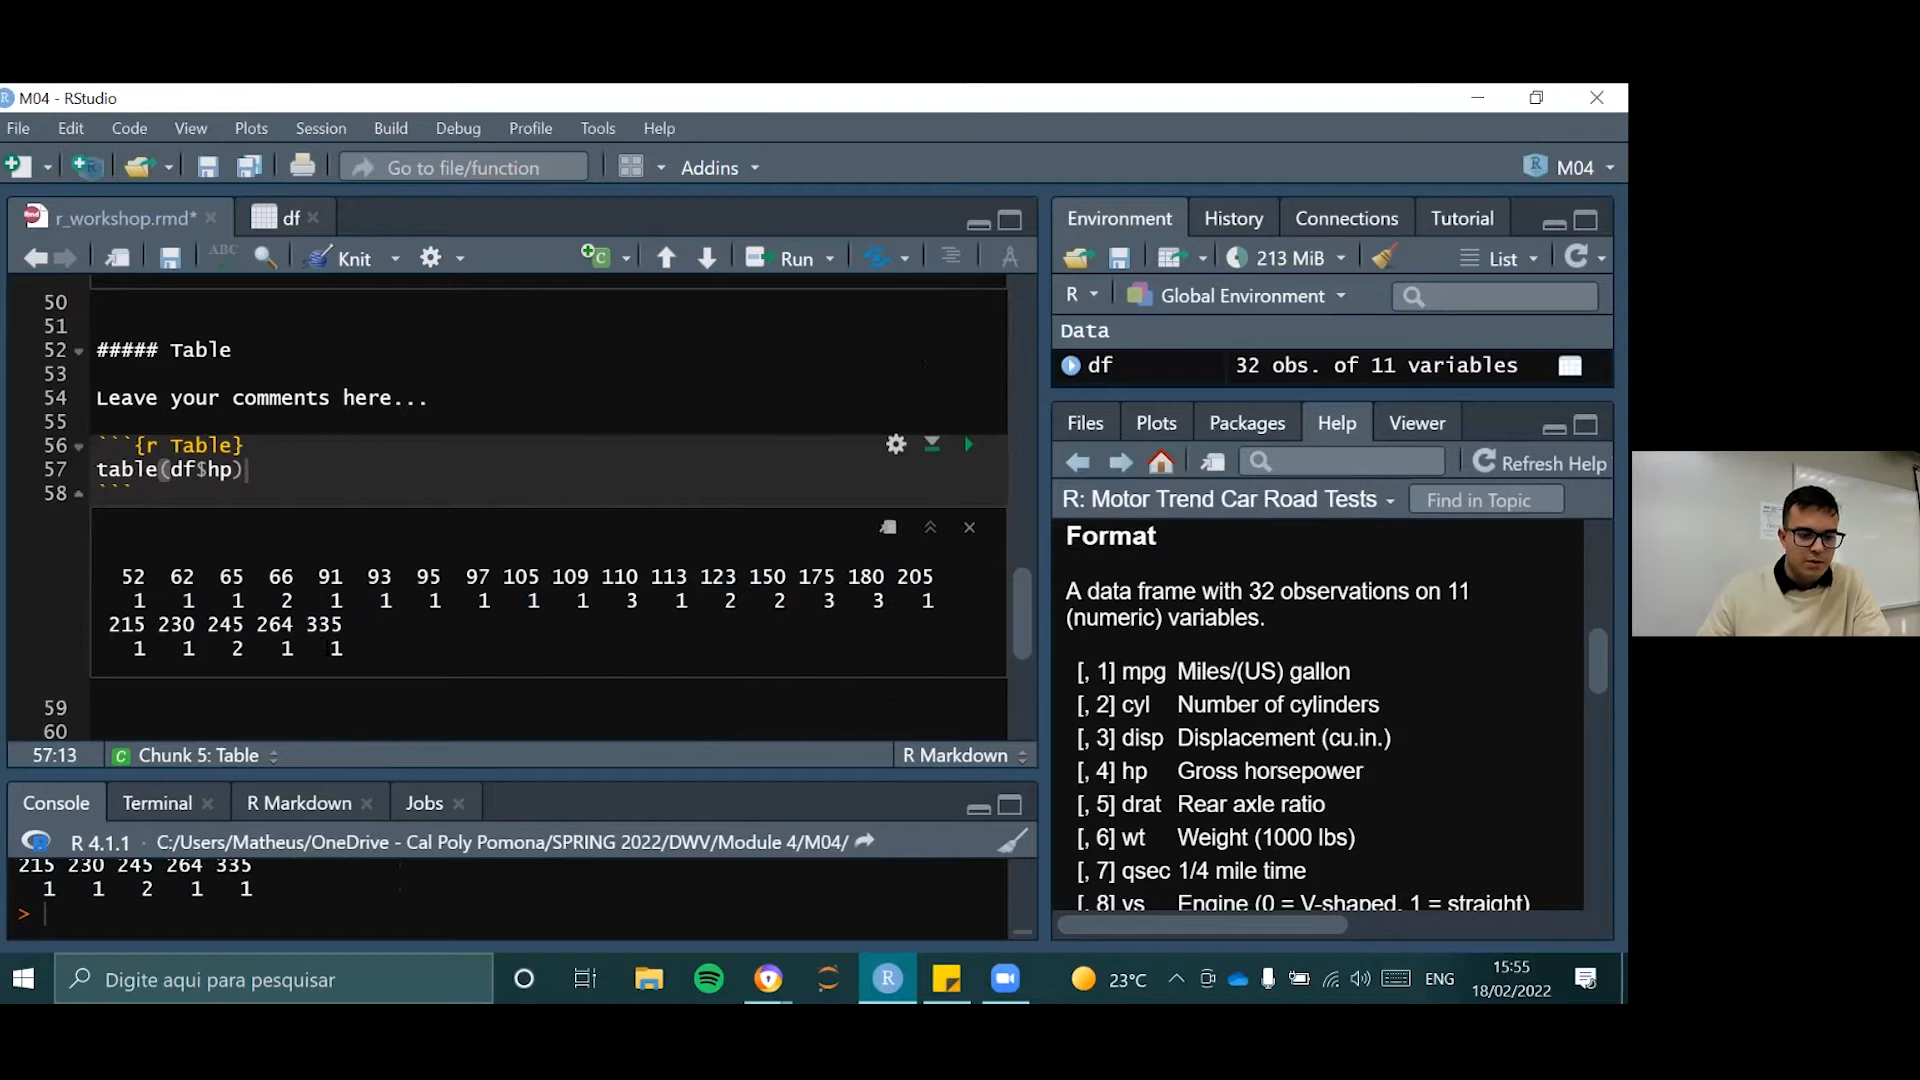 M04 - RStudio
File Edit Code View Plots Session Build Debug Profile Tools Help
Go to file/function Addins M04
r_workshop.rmd* df
ABC Knit Run
50
51
52 ##### Table
53
54 Leave your comments here...
55
56 ```{r Table}
57 table(df$hp)
58 ```
52 62 65 66 91 93 95 97 105 109 110 113 123 150 175 180 205
1 1 1 2 1 1 1 1 1 1 3 1 2 2 3 3 1
215 230 245 264 335
1 1 2 1 1
59
60
57:13 Chunk 5: Table R Markdown
Console Terminal R Markdown Jobs
R 4.1.1 · C:/Users/Matheus/OneDrive - Cal Poly Pomona/SPRING 2022/DWV/Module 4/M04/
215 230 245 264 335
1 1 2 1 1
>
Environment History Connections Tutorial
213 MiB List
R Global Environment
Data
df 32 obs. of 11 variables
Files Plots Packages Help Viewer
Refresh Help
R: Motor Trend Car Road Tests Find in Topic
Format
A data frame with 32 observations on 11
(numeric) variables.
[, 1] mpg Miles/(US) gallon
[, 2] cyl Number of cylinders
[, 3] disp Displacement (cu.in.)
[, 4] hp Gross horsepower
[, 5] drat Rear axle ratio
[, 6] wt Weight (1000 lbs)
[, 7] qsec 1/4 mile time
[, 8] vs Engine (0 = V-shaped, 1 = straight)
Digite aqui para pesquisar
23°C ENG
15:55
18/02/2022